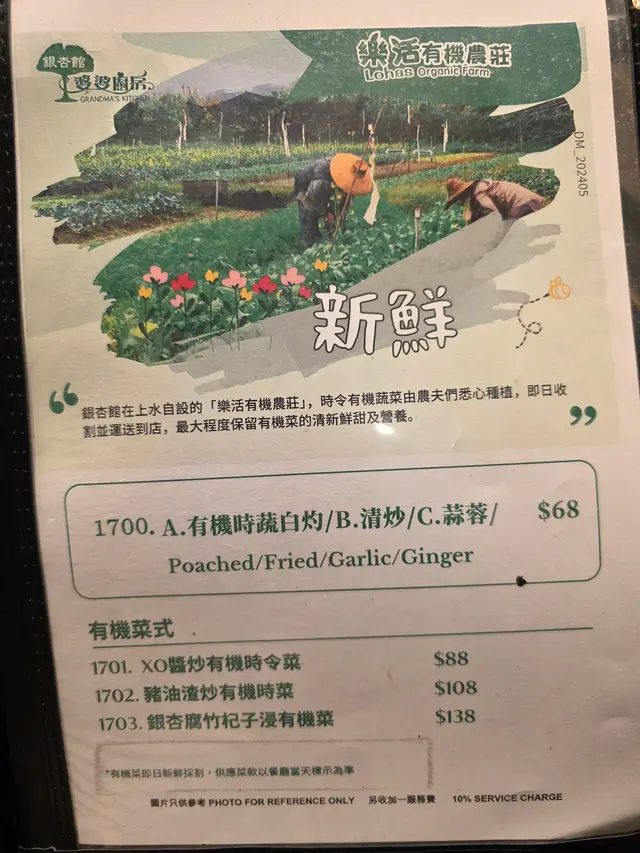 銀杏館
婆婆廚房
GRANDMA'S KITCHEN
樂活有機農莊
Lohas Organic Farm
DM_202405
新鮮
“銀杏館在上水自設的「樂活有機農莊」，時令有機蔬菜由農夫們悉心種植，即日收
割並運送到店，最大程度保留有機菜的清新鮮甜及營養。”
1700. A.有機時蔬白灼/B.清炒/C.蒜蓉/ $68
Poached/Fried/Garlic/Ginger
有機菜式
1701. XO醬炒有機時令菜 $88
1702. 豬油渣炒有機時菜 $108
1703. 銀杏腐竹杞子浸有機菜 $138
*有機菜即日新鮮採割，供應菜款以餐廳當天標示為準
圖片只供參考 PHOTO FOR REFERENCE ONLY 另收加一服務費 10% SERVICE CHARGE